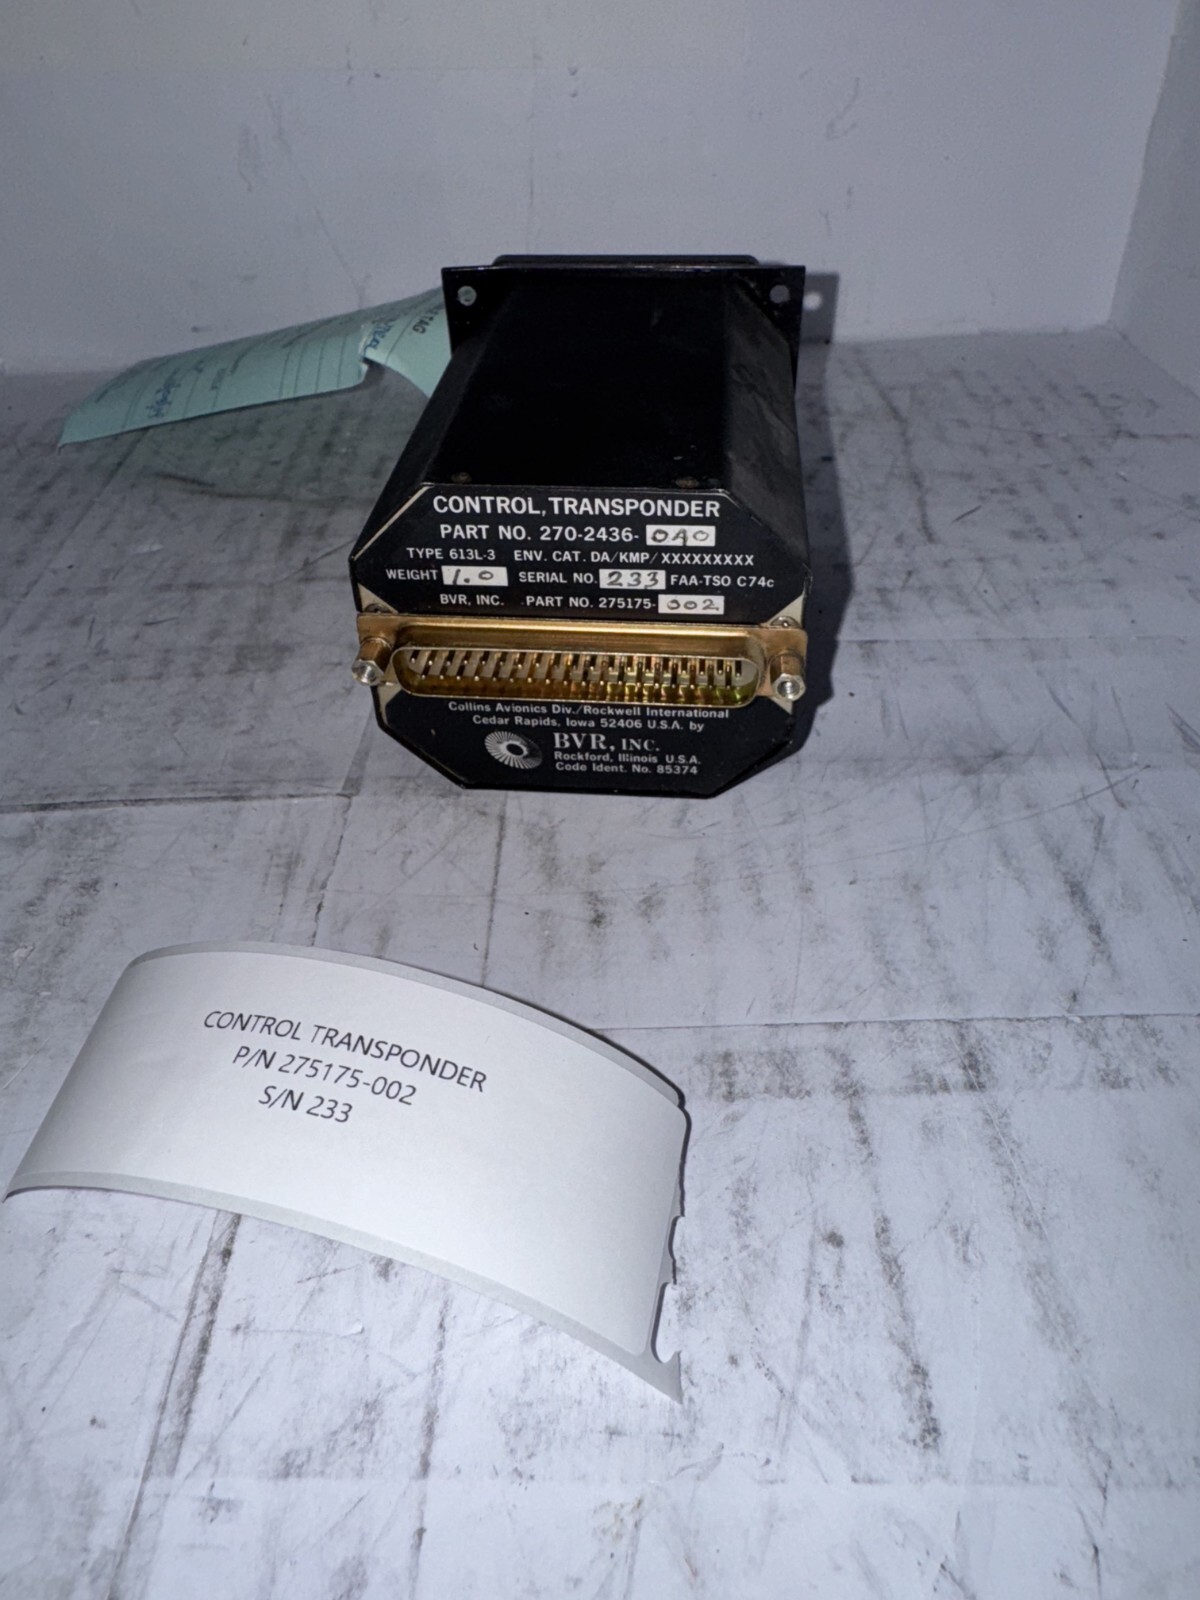 TAG
CONTROL, TRANSPONDER
PART NO. 270-2436- 0A0
TYPE 613L-3 ENV. CAT. DA/KMP/XXXXXXXXX
WEIGHT 1.0 SERIAL NO. 233 FAA-TSO C74c
BVR, INC. PART NO. 275175- 002
Collins Avionics Div./Rockwell International
Cedar Rapids, Iowa 52406 U.S.A. by
BVR, INC.
Rockford, Illinois U.S.A.
Code Ident. No. 85374
CONTROL TRANSPONDER
P/N 275175-002
S/N 233